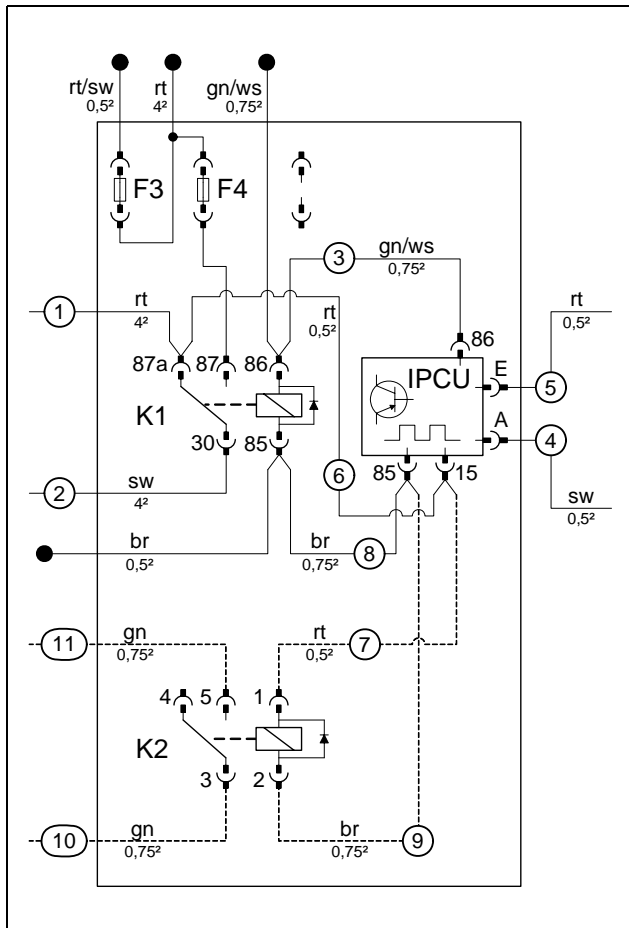 rt/sw rt gn/ws
0,5² 4² 0,75²
F3 F4
3 gn/ws
0,75²
1 rt rt rt
4² 0,5² 0,5²
87a 87 86 86
IPCU E 5
K1
A 4
30 85 85 15
6
2 sw sw
4² 0,5²
br br 8
0,5² 0,75²
11 gn rt 7
0,75² 0,5²
4 5 1
K2
3 2
10 gn br 9
0,75² 0,75²